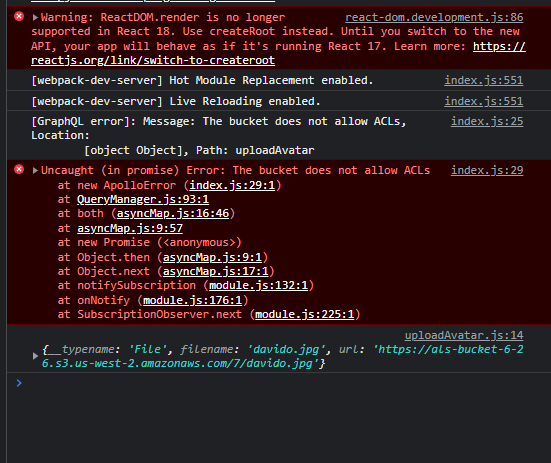 Warning: ReactDOM.render is no longer react-dom.development.js:86
supported in React 18. Use createRoot instead. Until you switch to the new
API, your app will behave as if it's running React 17. Learn more: https://
reactjs.org/link/switch-to-createroot
[webpack-dev-server] Hot Module Replacement enabled. index.js:551
[webpack-dev-server] Live Reloading enabled. index.js:551
[GraphQL error]: Message: The bucket does not allow ACLs, index.js:25
Location:
[object Object], Path: uploadAvatar
Uncaught (in promise) Error: The bucket does not allow ACLs index.js:29
at new ApolloError (index.js:29:1)
at QueryManager.js:93:1
at both (asyncMap.js:16:46)
at asyncMap.js:9:57
at new Promise (<anonymous>)
at Object.then (asyncMap.js:9:1)
at Object.next (asyncMap.js:17:1)
at notifySubscription (module.js:132:1)
at onNotify (module.js:176:1)
at SubscriptionObserver.next (module.js:225:1)
uploadAvatar.js:14
{__typename: 'File', filename: 'davido.jpg', url: 'https://als-bucket-6-2
6.s3.us-west-2.amazonaws.com/7/davido.jpg'}